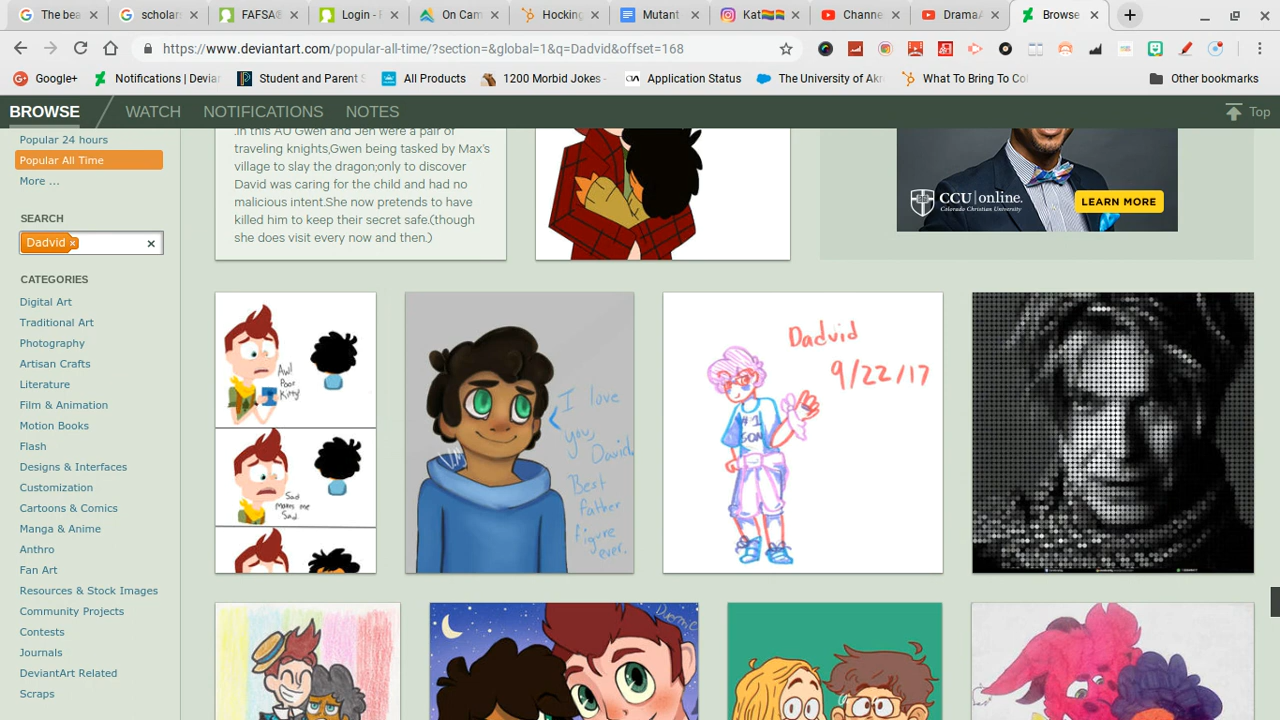 The bea
scholars
FAFSA®
Login -
On Cam
Hocking
Mutant
Kat
Channe
DramaA
Browse
https://www.deviantart.com/popular-all-time/?section=&global=1&q=Dadvid&offset=168
Google+
Notifications | Devian
Student and Parent S
All Products
1200 Morbid Jokes -
Application Status
The University of Akr
What To Bring To Col
Other bookmarks
BROWSE
WATCH
NOTIFICATIONS
NOTES
Top
Popular 24 hours
Popular All Time
More ...
SEARCH
Dadvid
CATEGORIES
Digital Art
Traditional Art
Photography
Artisan Crafts
Literature
Film & Animation
Motion Books
Flash
Designs & Interfaces
Customization
Cartoons & Comics
Manga & Anime
Anthro
Fan Art
Resources & Stock Images
Community Projects
Contests
Journals
DeviantArt Related
Scraps
.In this AU Gwen and Jen were a pair of
traveling knights,Gwen being tasked by Max's
village to slay the dragon;only to discover
David was caring for the child and had no
malicious intent.She now pretends to have
killed him to keep their secret safe.(though
she does visit every now and then.)
CCU online.
Colorado Christian University
LEARN MORE
Aw!!
Poor
Kitty!
Sad
makes me
Sad.
I love
you,
David.
Best
father
figure
ever.
Dadvid
9/22/17
#1
SON